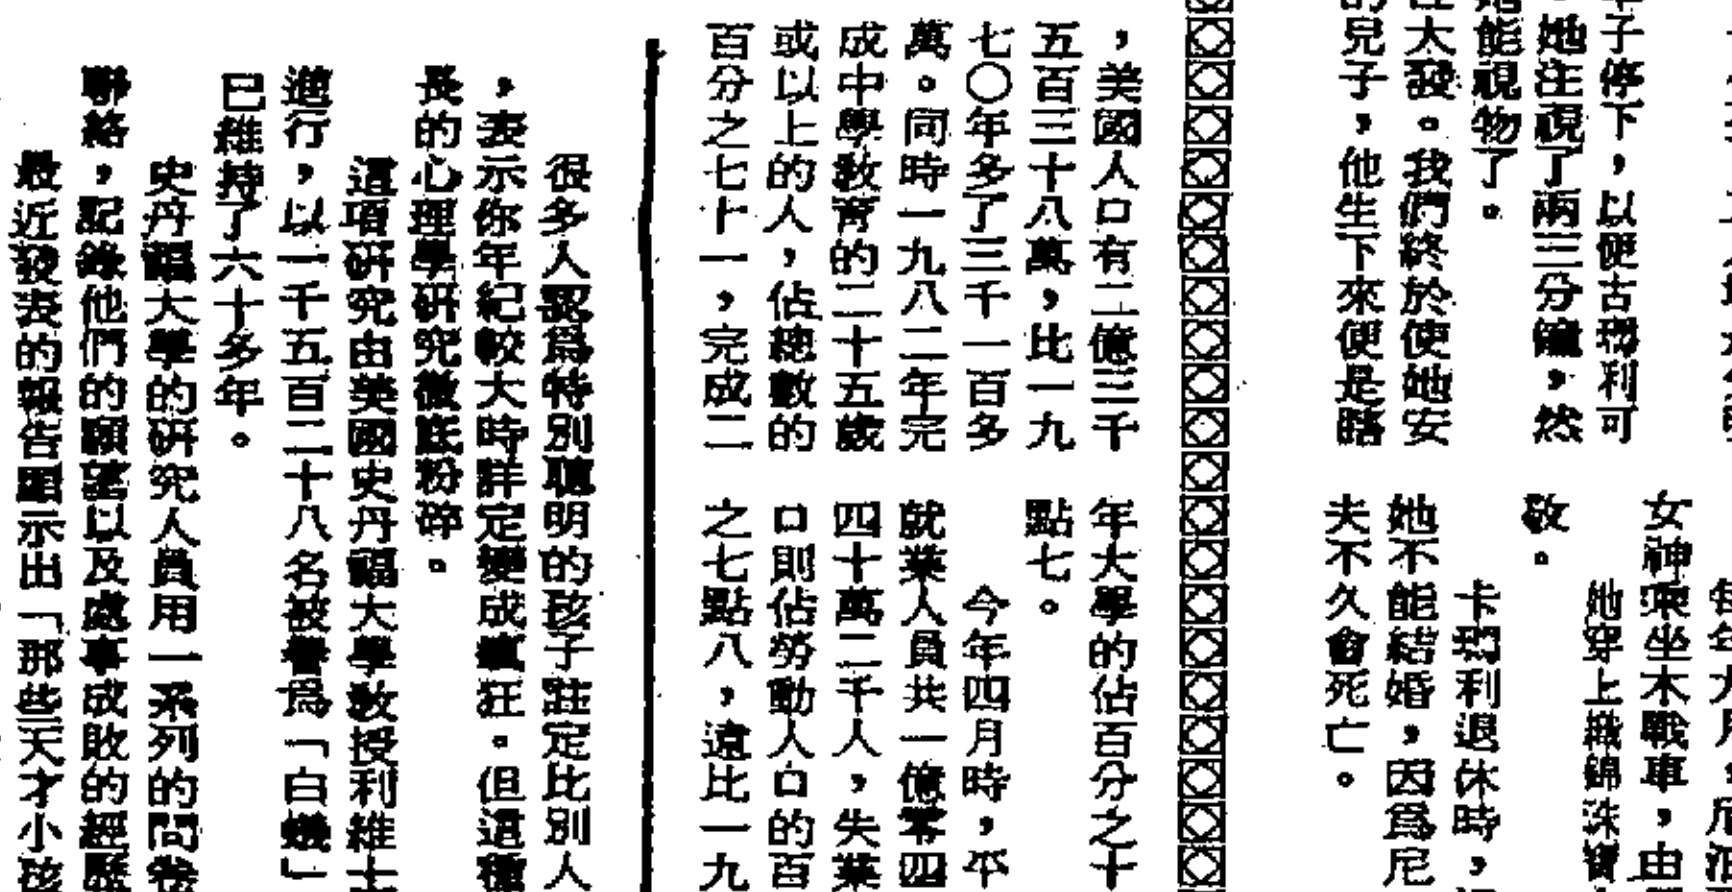 子停下，以便古瑪利可
她注視了兩三分鐘，然
能視物了。
大發。我們終於使她安
的兒子，他生下來便是瞎
女神乘坐木戰車，由
她穿上織錦珠寶
敬。
卡瑪利退休時，
她不能結婚，因爲尼
夫不久會死亡。
，美國人口有二億三千
五百三十八萬，比一九
七〇年多了三千一百多
萬。同時一九八二年完
成中學教育的二十五歲
或以上的人，佔總數的
百分之七十一，完成二
年大學的佔百分之十
點七。
今年四月時，平
就業人員共一億零四
四十萬二千人，失業
口則佔勞動人口的百
之七點八，遠比一九
很多人認爲特別聰明的孩子註定比別人
，表示你年紀較大時註定變成瘋狂。但這種
長的心理學研究徹底粉碎。
這項研究由美國史丹福大學教授利維士
進行，以一千五百二十八名被譽爲「白蟻」
已維持了六十多年。
史丹福大學的研究人員用一系列的問卷
聯絡，記錄他們的願望以及處事成敗的經歷
最近發表的報告顯示出「那些天才小孩